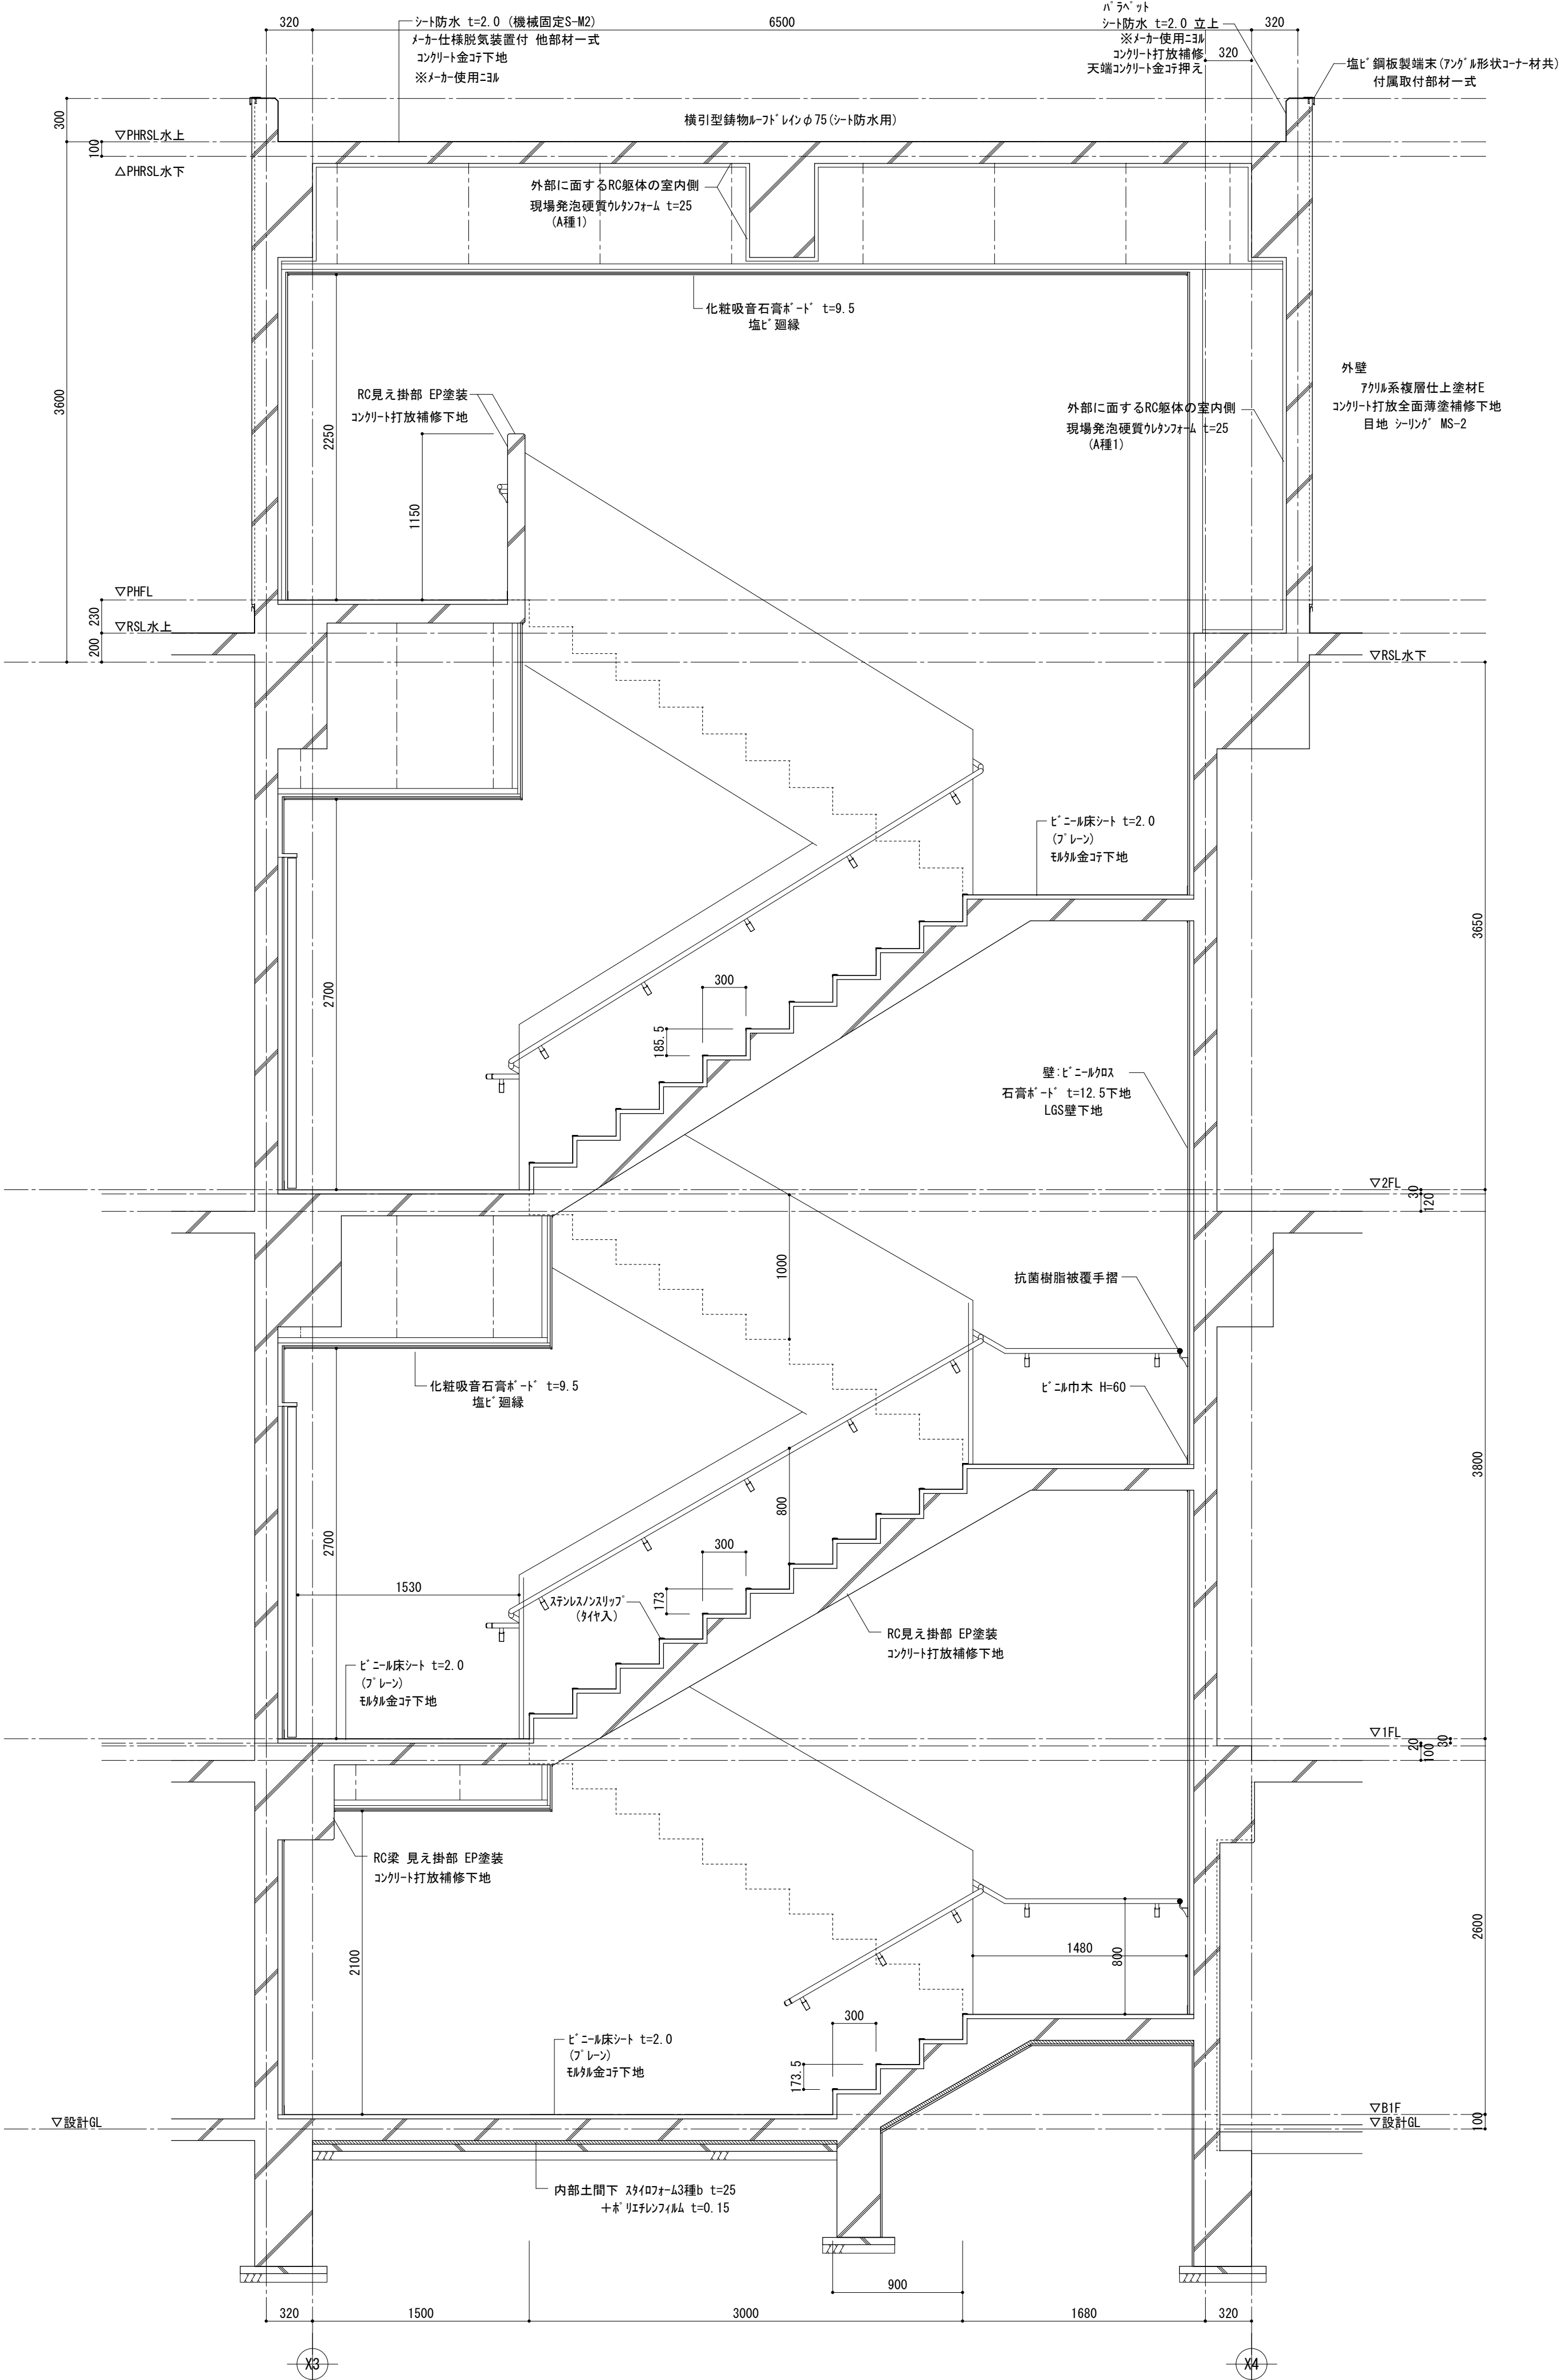 320
シート防水 t=2.0 (機械固定S-M2)
メーカー仕様脱気装置付 他部材一式
コンクリート金コテ下地
※メーカー使用ニヨル
6500
パラペット
シート防水 t=2.0 立上
※メーカー使用ニヨル
コンクリート打放補修
天端コンクリート金コテ押え
320
320
塩ビ鋼板製端末(アングル形状コーナー材共)
付属取付部材一式
300
▽PHRSL水上
100
△PHRSL水下
横引型鋳物ルーフドレインφ75(シート防水用)
外部に面するRC躯体の室内側
現場発泡硬質ウレタンフォーム t=25
(A種1)
化粧吸音石膏ボード t=9.5
塩ビ廻縁
3600
2250
RC見え掛部 EP塗装
コンクリート打放補修下地
1150
外部に面するRC躯体の室内側
現場発泡硬質ウレタンフォーム t=25
(A種1)
外壁
アクリル系複層仕上塗材E
コンクリート打放全面薄塗補修下地
目地 シーリング MS-2
▽PHFL
230
▽RSL水上
200
▽RSL水下
ビニール床シート t=2.0
(プレーン)
モルタル金コテ下地
3650
2700
300
185.5
壁:ビニールクロス
石膏ボード t=12.5下地
LGS壁下地
▽2FL
30
120
1000
抗菌樹脂被覆手摺
化粧吸音石膏ボード t=9.5
塩ビ廻縁
ビニル巾木 H=60
3800
2700
800
300
173
1530
ステンレスノンスリップ
(タイヤ入)
RC見え掛部 EP塗装
コンクリート打放補修下地
ビニール床シート t=2.0
(プレーン)
モルタル金コテ下地
▽1FL
20
100
30
RC梁 見え掛部 EP塗装
コンクリート打放補修下地
2600
2100
1480
800
300
173.5
ビニール床シート t=2.0
(プレーン)
モルタル金コテ下地
▽設計GL
▽B1F
▽設計GL
100
内部土間下 スタイロフォーム3種b t=25
+ポリエチレンフィルム t=0.15
900
320
1500
3000
1680
320
X3
X4